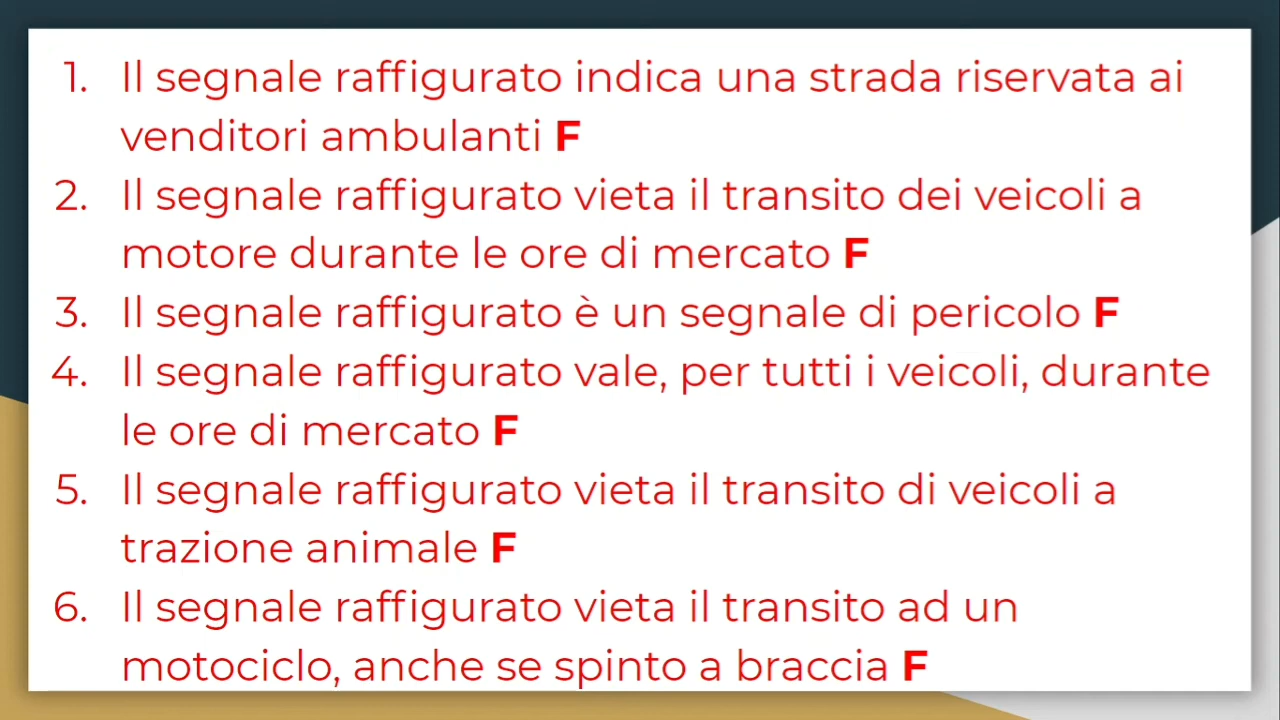 1. Il segnale raffigurato indica una strada riservata ai
venditori ambulanti F
2. Il segnale raffigurato vieta il transito dei veicoli a
motore durante le ore di mercato F
3. Il segnale raffigurato è un segnale di pericolo F
4. Il segnale raffigurato vale, per tutti i veicoli, durante
le ore di mercato F
5. Il segnale raffigurato vieta il transito di veicoli a
trazione animale F
6. Il segnale raffigurato vieta il transito ad un
motociclo, anche se spinto a braccia F